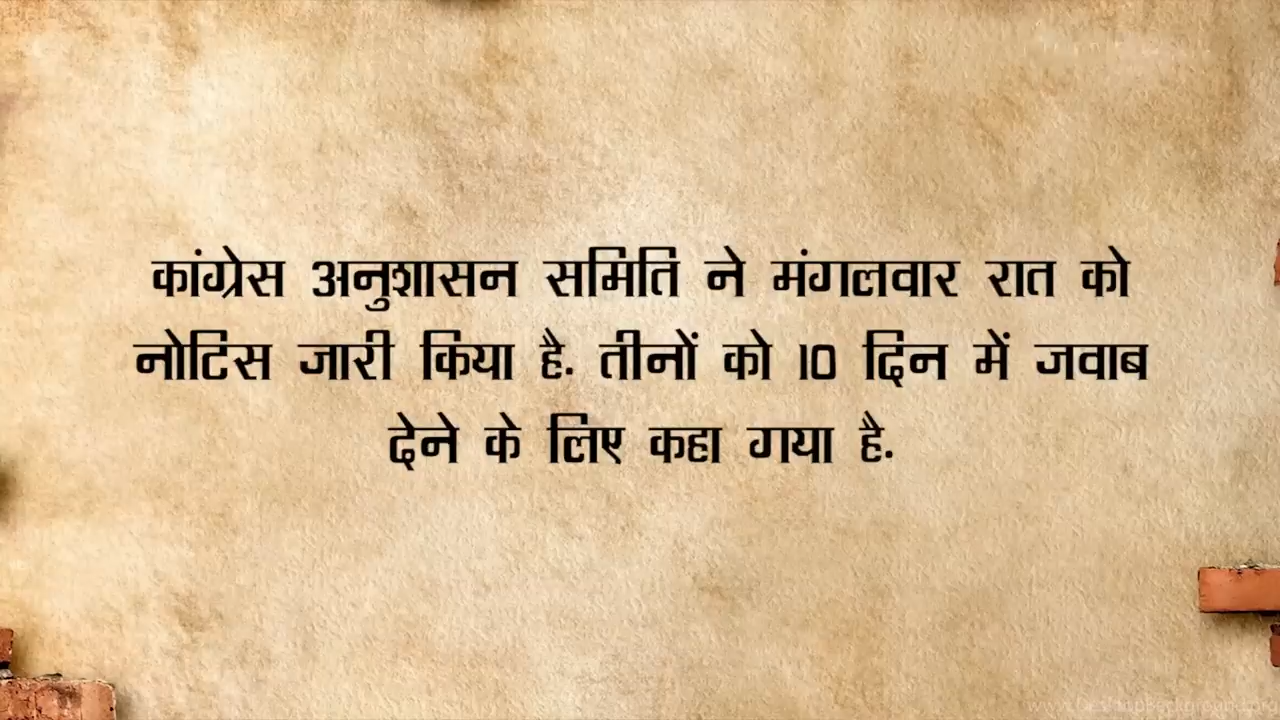 कांग्रेस अनुशासन समिति ने मंगलवार रात को
नोटिस जारी किया है. तीनों को 10 दिन में जवाब
देने के लिए कहा गया है.